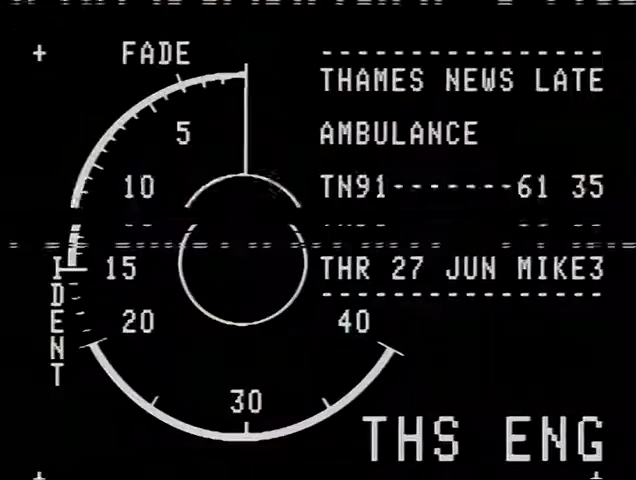 FADE
THAMES NEWS LATE
5
AMBULANCE
10
TN91-------61 35
IDENT
15
THR 27 JUN MIKE3
20
40
30
THS ENG